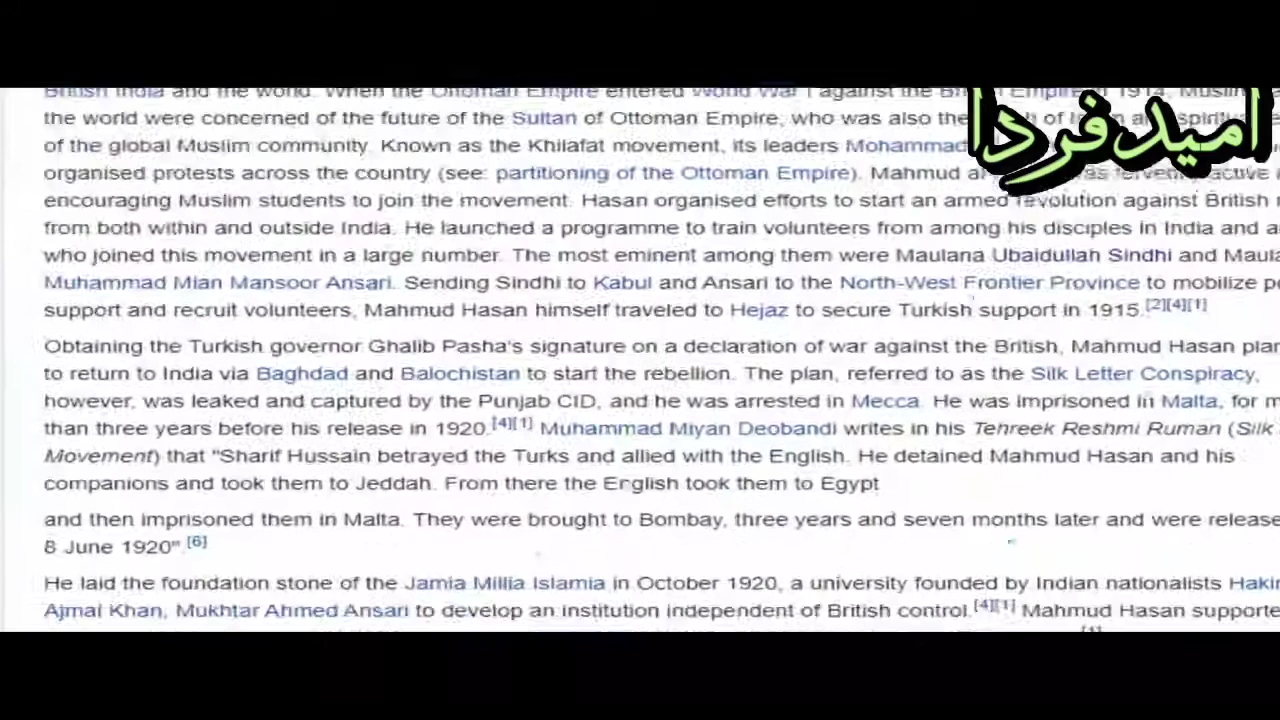 British India and the world. When the Ottoman Empire entered World War I against the British Empire in 1914, Muslim
امید فردا
the world were concerned of the future of the Sultan of Ottoman Empire, who was also the of
of the global Muslim community. Known as the Khilafat movement, its leaders Mohammad
organised protests across the country (see: partitioning of the Ottoman Empire). Mahmud was fervently active
encouraging Muslim students to join the movement. Hasan organised efforts to start an armed revolution against British
from both within and outside India. He launched a programme to train volunteers from among his disciples in India and
who joined this movement in a large number. The most eminent among them were Maulana Ubaidullah Sindhi and
Muhammad Mian Mansoor Ansari. Sending Sindhi to Kabul and Ansari to the North-West Frontier Province to mobilize
support and recruit volunteers, Mahmud Hasan himself traveled to Hejaz to secure Turkish support in 1915.[2][4][1]
Obtaining the Turkish governor Ghalib Pasha's signature on a declaration of war against the British, Mahmud Hasan
to return to India via Baghdad and Balochistan to start the rebellion. The plan, referred to as the Silk Letter Conspiracy,
however, was leaked and captured by the Punjab CID, and he was arrested in Mecca. He was imprisoned in Malta, for
than three years before his release in 1920.[4][1] Muhammad Miyan Deobandi writes in his Tehreek Reshmi Ruman (Silk
Movement) that "Sharif Hussain betrayed the Turks and allied with the English. He detained Mahmud Hasan and his
companions and took them to Jeddah. From there the English took them to Egypt
and then imprisoned them in Malta. They were brought to Bombay, three years and seven months later and were
8 June 1920".[6]
He laid the foundation stone of the Jamia Millia Islamia in October 1920, a university founded by Indian nationalists
Ajmal Khan, Mukhtar Ahmed Ansari to develop an institution independent of British control.[4][1] Mahmud Hasan
[1]